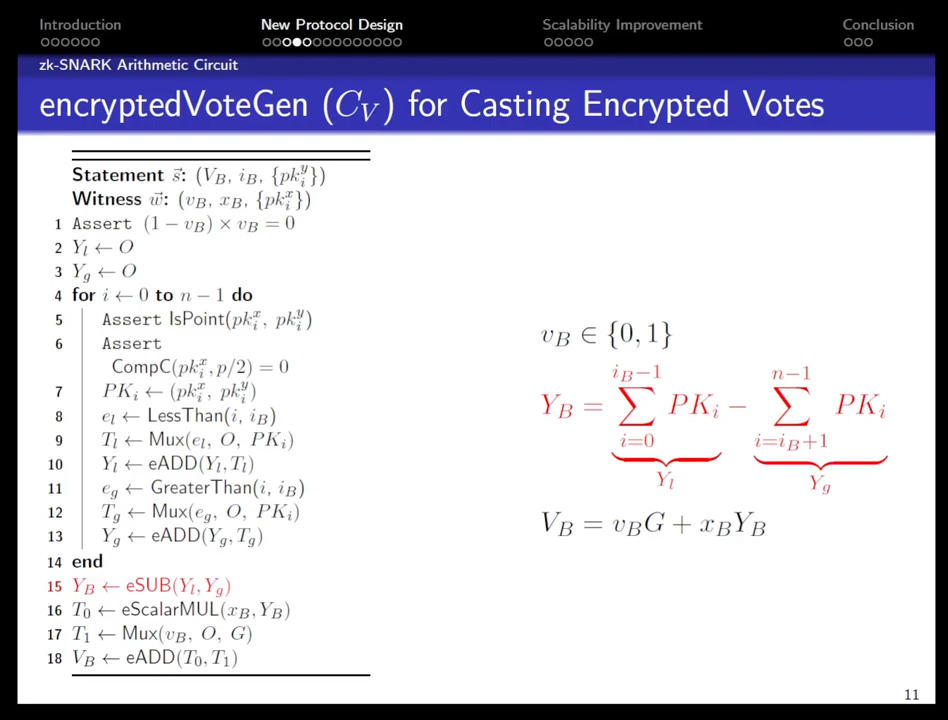 Introduction
New Protocol Design
Scalability Improvement
Conclusion
zk-SNARK Arithmetic Circuit
encryptedVoteGen (C_V) for Casting Encrypted Votes
Statement s⃗: (V_B, i_B, {pk_i^y})
Witness w⃗: (v_B, x_B, {pk_i^x})
1 Assert (1 − v_B) × v_B = 0
2 Y_l ← O
3 Y_g ← O
4 for i ← 0 to n − 1 do
5 Assert IsPoint(pk_i^x, pk_i^y)
6 Assert
CompC(pk_i^x, p/2) = 0
7 PK_i ← (pk_i^x, pk_i^y)
8 e_l ← LessThan(i, i_B)
9 T_l ← Mux(e_l, O, PK_i)
10 Y_l ← eADD(Y_l, T_l)
11 e_g ← GreaterThan(i, i_B)
12 T_g ← Mux(e_g, O, PK_i)
13 Y_g ← eADD(Y_g, T_g)
14 end
15 Y_B ← eSUB(Y_l, Y_g)
16 T_0 ← eScalarMUL(x_B, Y_B)
17 T_1 ← Mux(v_B, O, G)
18 V_B ← eADD(T_0, T_1)
v_B ∈ {0, 1}
Y_B = ∑_{i=0}^{i_B−1} PK_i − ∑_{i=i_B+1}^{n−1} PK_i
Y_l Y_g
V_B = v_B G + x_B Y_B
11